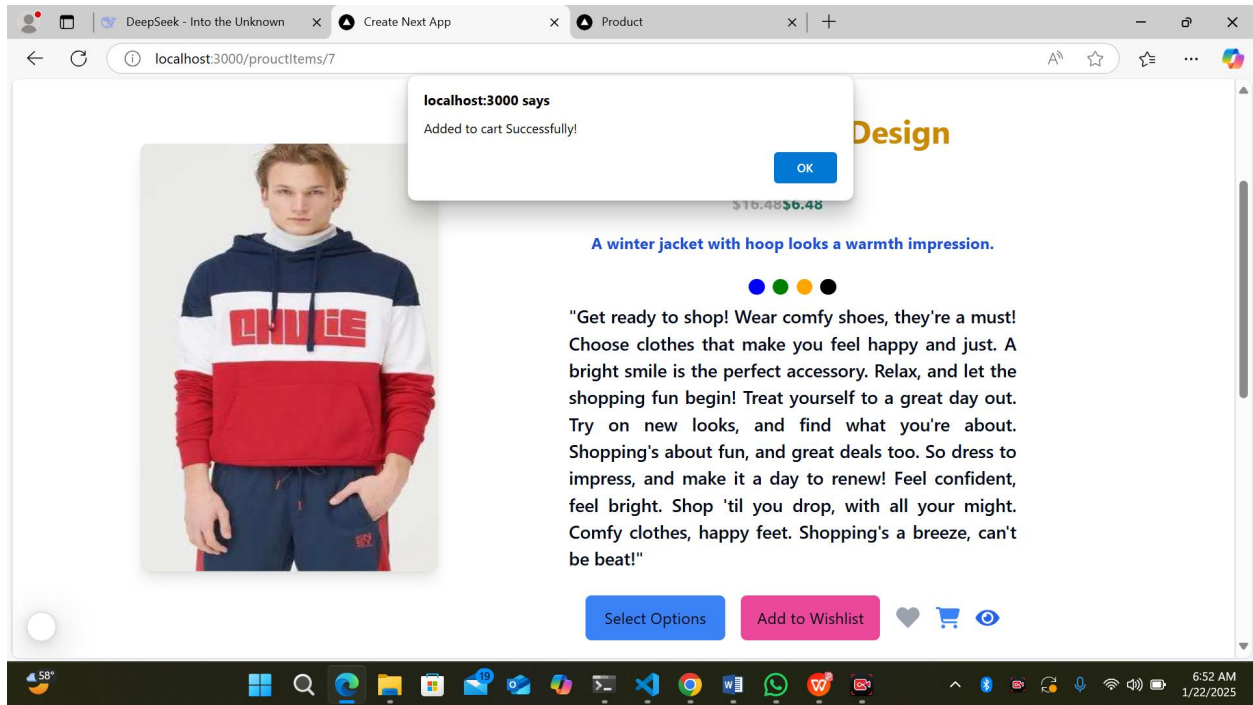 DeepSeek - Into the Unknown
Create Next App
Product
localhost:3000/prouctItems/7
localhost:3000 says
Added to cart Successfully!
OK
Design
$16.48$6.48
A winter jacket with hoop looks a warmth impression.
"Get ready to shop! Wear comfy shoes, they're a must!
Choose clothes that make you feel happy and just. A
bright smile is the perfect accessory. Relax, and let the
shopping fun begin! Treat yourself to a great day out.
Try on new looks, and find what you're about.
Shopping's about fun, and great deals too. So dress to
impress, and make it a day to renew! Feel confident,
feel bright. Shop 'til you drop, with all your might.
Comfy clothes, happy feet. Shopping's a breeze, can't
be beat!"
Select Options
Add to Wishlist
58°
19
6:52 AM
1/22/2025